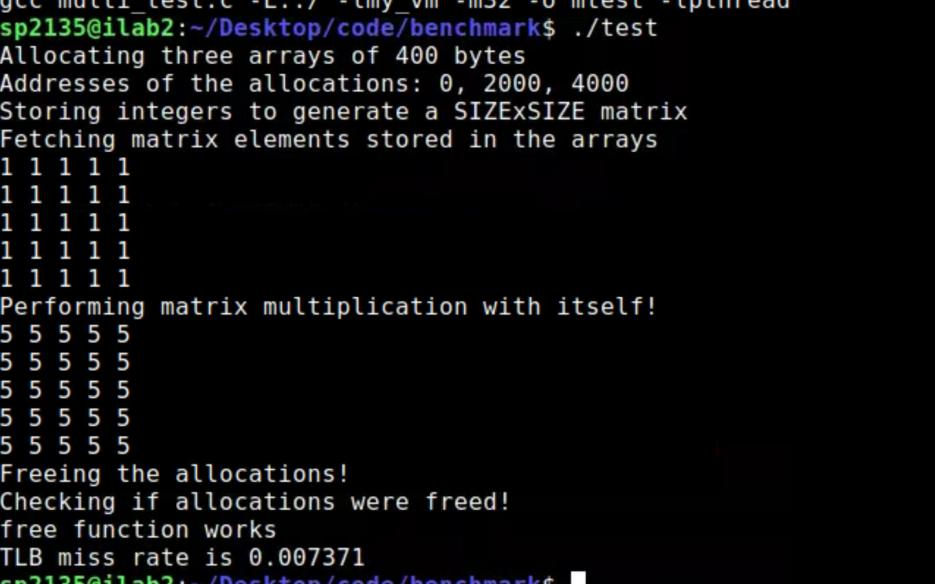 gcc multi_test.c -L../ -lmy_vm -m32 -o mtest -lpthread
sp2135@ilab2:~/Desktop/code/benchmark$ ./test
Allocating three arrays of 400 bytes
Addresses of the allocations: 0, 2000, 4000
Storing integers to generate a SIZExSIZE matrix
Fetching matrix elements stored in the arrays
1 1 1 1 1
1 1 1 1 1
1 1 1 1 1
1 1 1 1 1
1 1 1 1 1
Performing matrix multiplication with itself!
5 5 5 5 5
5 5 5 5 5
5 5 5 5 5
5 5 5 5 5
5 5 5 5 5
Freeing the allocations!
Checking if allocations were freed!
free function works
TLB miss rate is 0.007371
sp2135@ilab2:~/Desktop/code/benchmark$